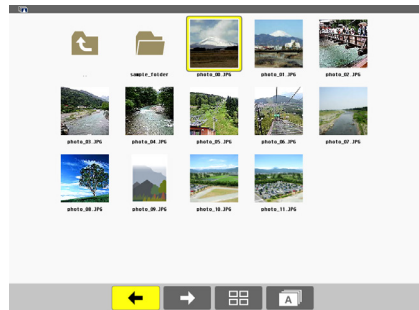 ..
sample_folder
photo_00.JPG
photo_01.JPG
photo_02.JPG
photo_03.JPG
photo_04.JPG
photo_05.JPG
photo_06.JPG
photo_07.JPG
photo_08.JPG
photo_09.JPG
photo_10.JPG
photo_11.JPG
A